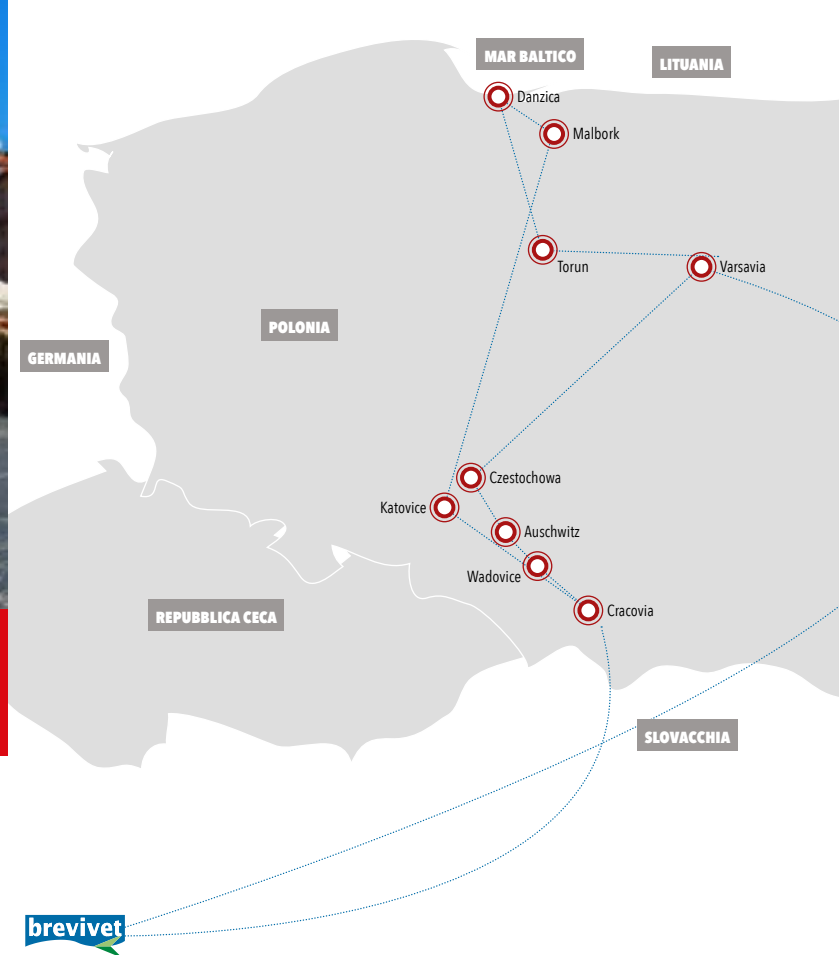 MAR BALTICO
LITUANIA
Danzica
Malbork
Torun
Varsavia
POLONIA
GERMANIA
Czestochowa
Katovice
Auschwitz
Wadovice
Cracovia
REPUBBLICA CECA
SLOVACCHIA
brevivet